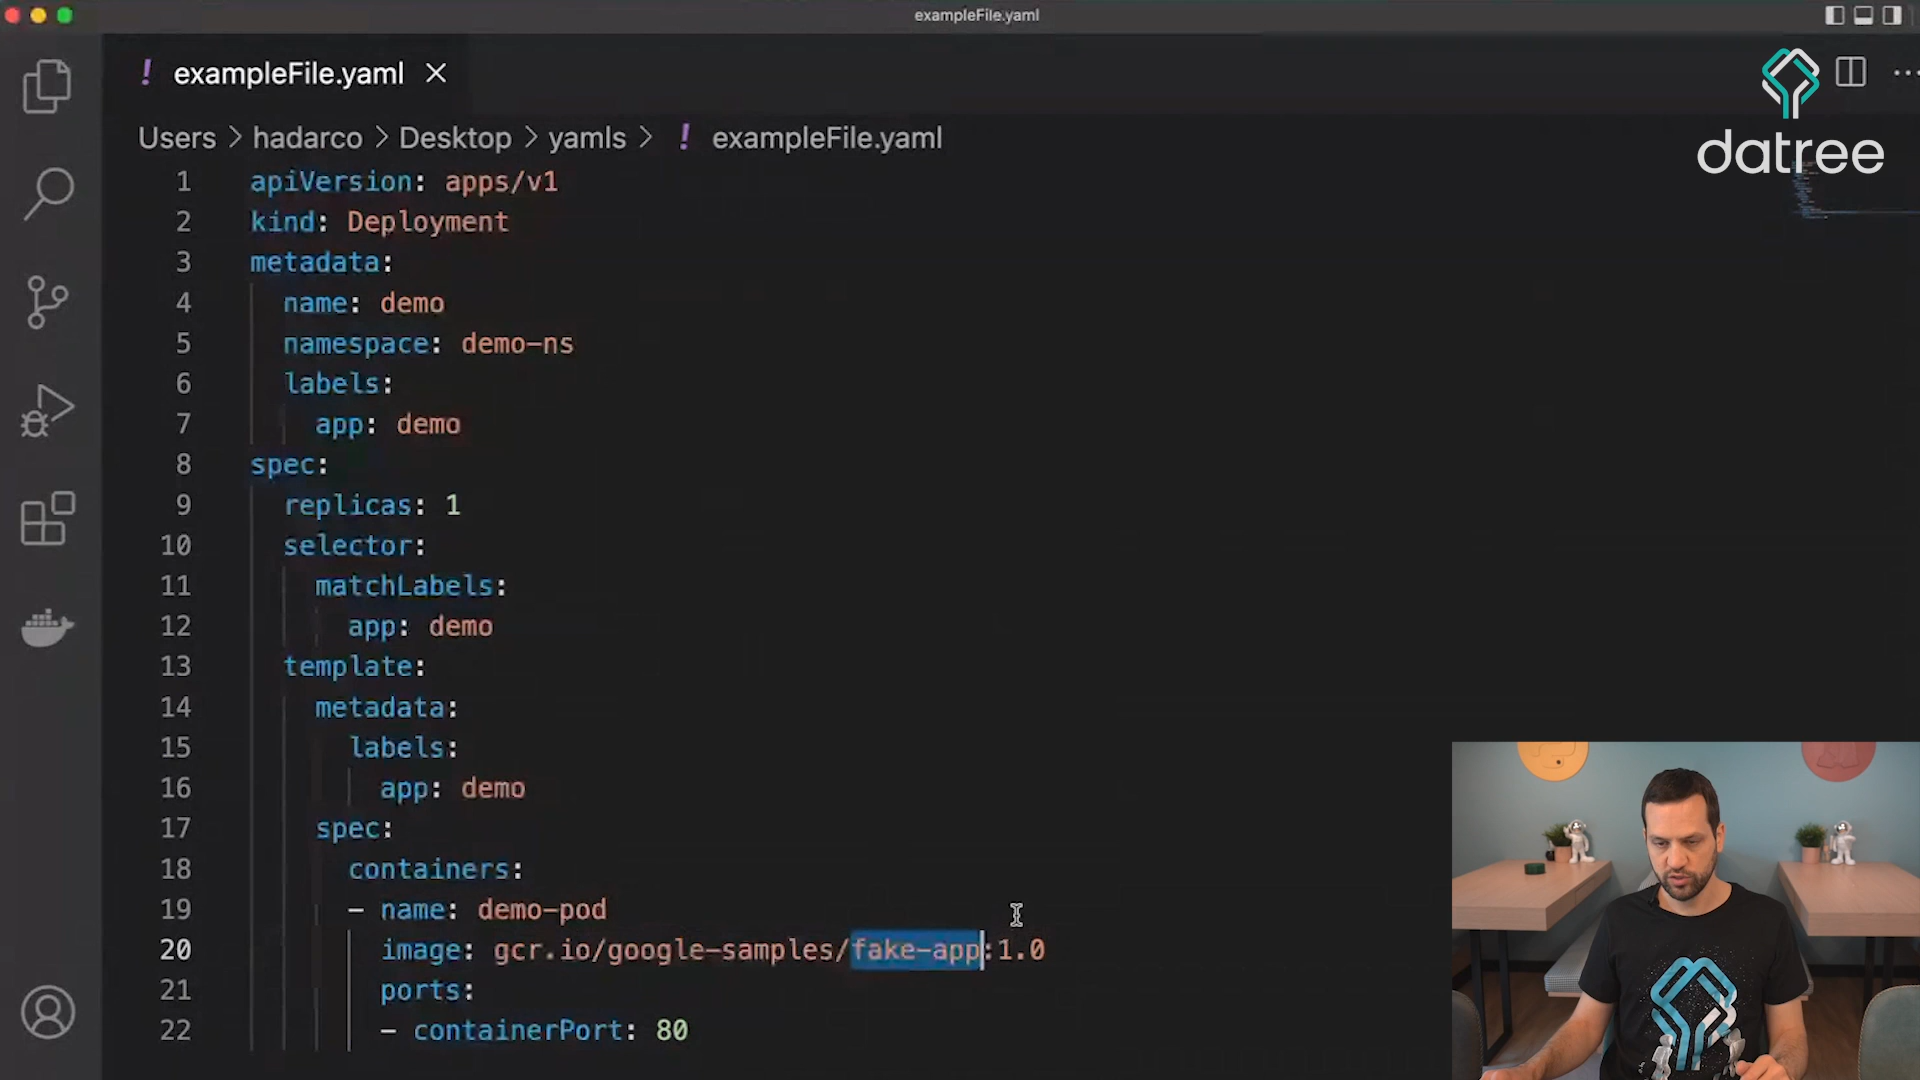 exampleFile.yaml
! exampleFile.yaml
datree
Users > hadarco > Desktop > yamls > ! exampleFile.yaml
1 apiVersion: apps/v1
2 kind: Deployment
3 metadata:
4   name: demo
5   namespace: demo-ns
6   labels:
7     app: demo
8 spec:
9   replicas: 1
10   selector:
11     matchLabels:
12       app: demo
13   template:
14     metadata:
15       labels:
16         app: demo
17     spec:
18       containers:
19       - name: demo-pod
20         image: gcr.io/google-samples/fake-app:1.0
21         ports:
22         - containerPort: 80